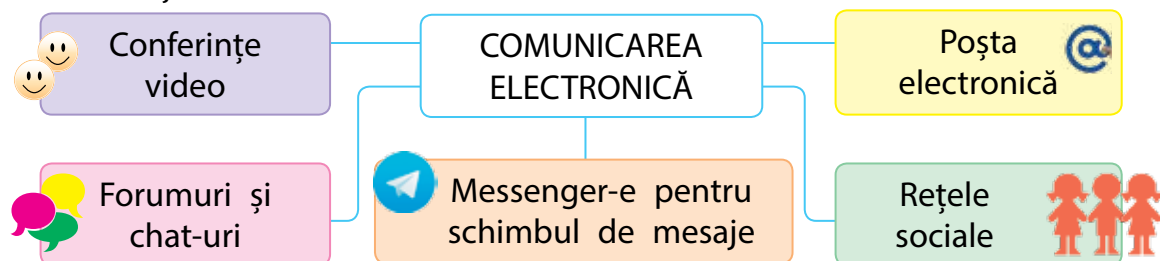 Conferințe
video
COMUNICAREA
ELECTRONICĂ
Poșta
electronică
@
Forumuri și
chat-uri
Messenger-e pentru
schimbul de mesaje
Rețele
sociale